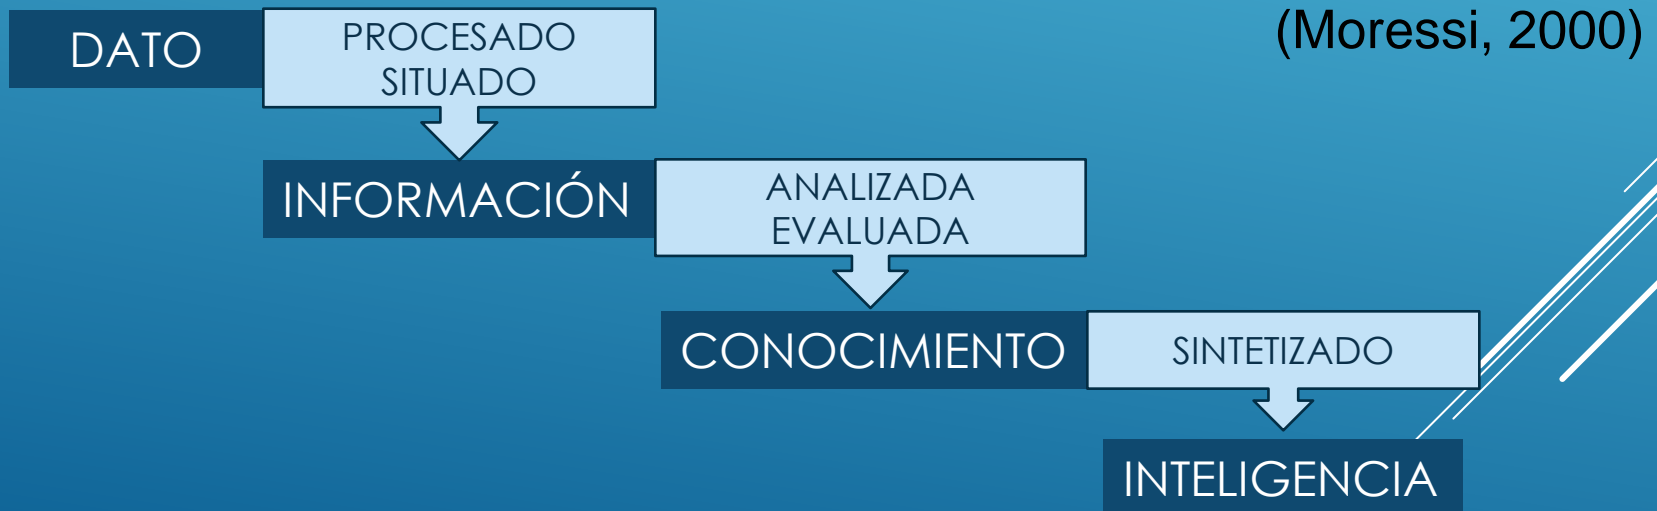 DATO
PROCESADO
SITUADO
(Moressi, 2000)
INFORMACIÓN
ANALIZADA
EVALUADA
CONOCIMIENTO
SINTETIZADO
INTELIGENCIA